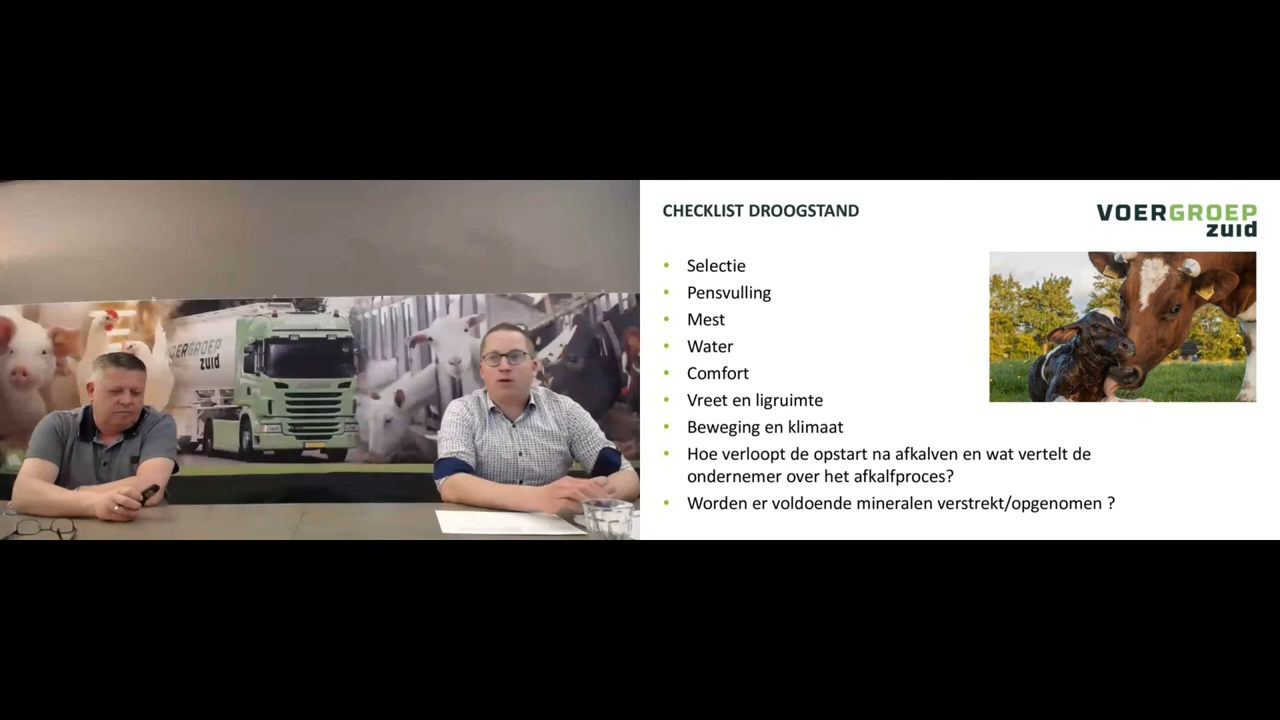 CHECKLIST DROOGSTAND
VOERGROEP
zuid
• Selectie
• Pensvulling
• Mest
• Water
• Comfort
• Vreet en ligruimte
• Beweging en klimaat
• Hoe verloopt de opstart na afkalven en wat vertelt de
ondernemer over het afkalfproces?
• Worden er voldoende mineralen verstrekt/opgenomen ?
VOERGROEP
zuid